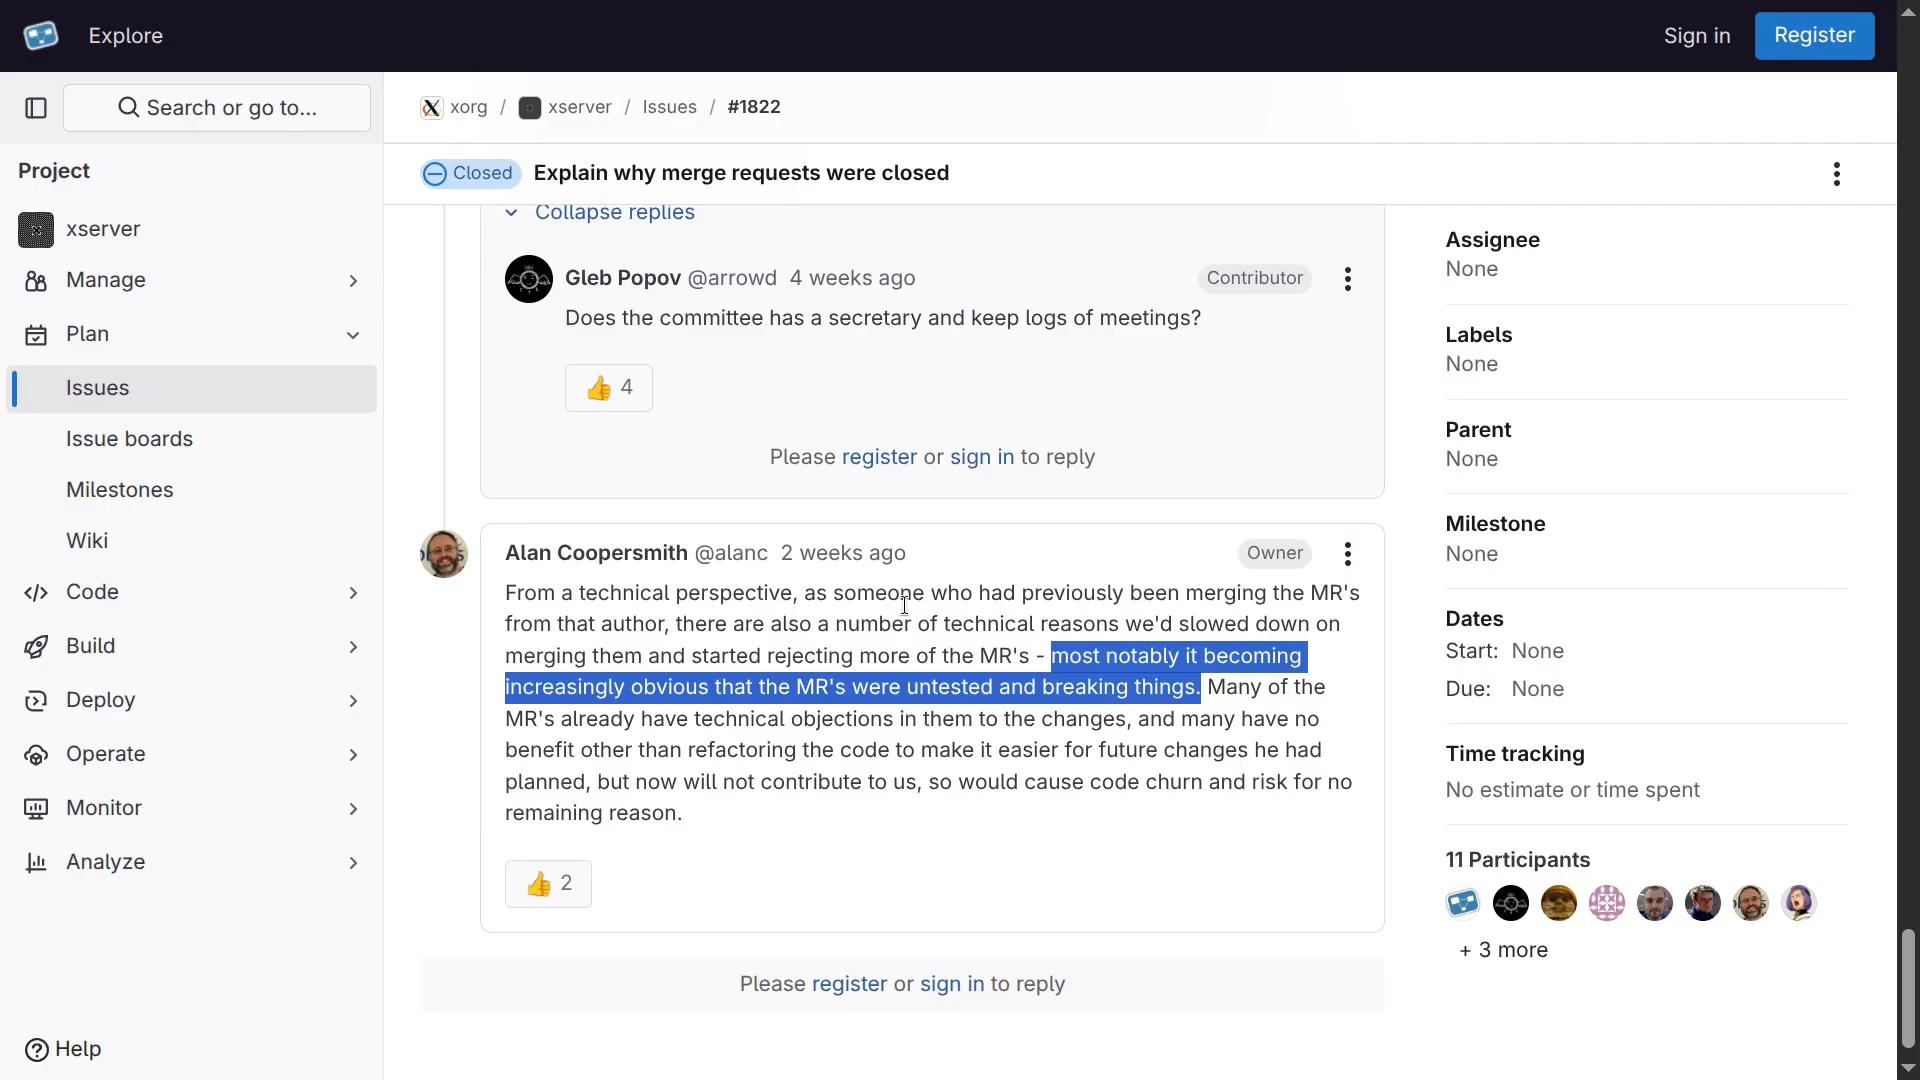 Explore
Sign in
Register
Search or go to...
xorg / xserver / Issues / #1822
Project
Closed
Explain why merge requests were closed
xserver
Manage
Plan
Issues
Issue boards
Milestones
Wiki
Code
Build
Deploy
Operate
Monitor
Analyze
Help
Collapse replies
Gleb Popov @arrowd 4 weeks ago
Contributor
Does the committee has a secretary and keep logs of meetings?
👍 4
Please register or sign in to reply
Alan Coopersmith @alanc 2 weeks ago
Owner
From a technical perspective, as someone who had previously been merging the MR's
from that author, there are also a number of technical reasons we'd slowed down on
merging them and started rejecting more of the MR's - most notably it becoming
increasingly obvious that the MR's were untested and breaking things. Many of the
MR's already have technical objections in them to the changes, and many have no
benefit other than refactoring the code to make it easier for future changes he had
planned, but now will not contribute to us, so would cause code churn and risk for no
remaining reason.
👍 2
Please register or sign in to reply
Assignee
None
Labels
None
Parent
None
Milestone
None
Dates
Start: None
Due: None
Time tracking
No estimate or time spent
11 Participants
+ 3 more